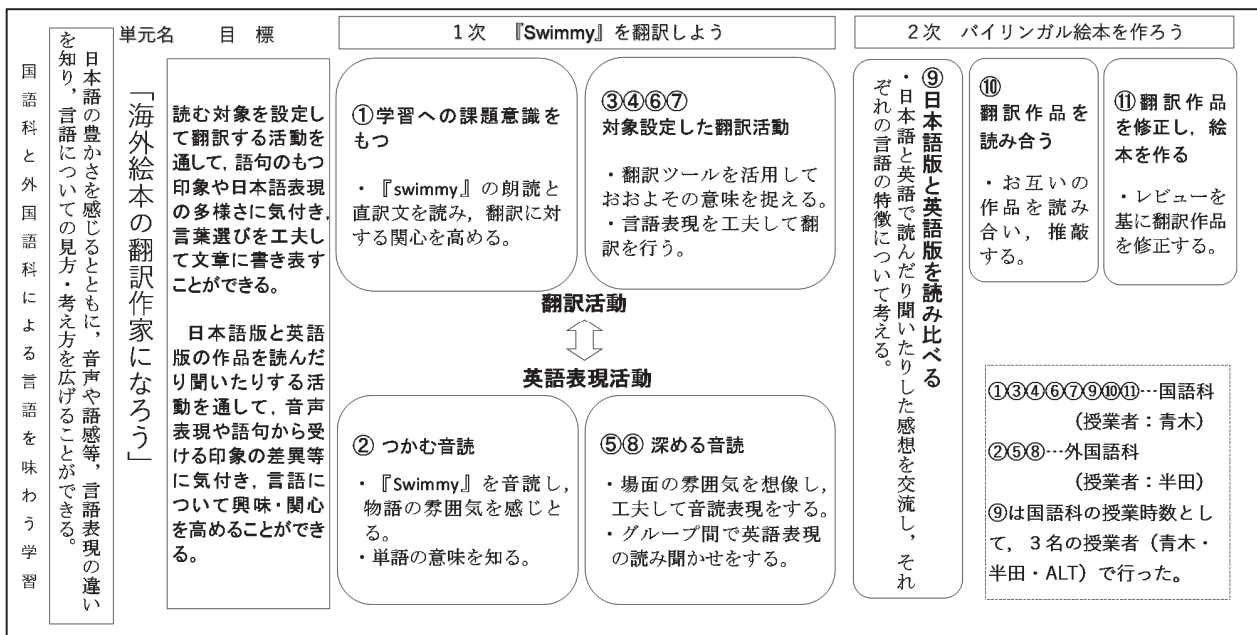 国語科と外国語科による言語を味わう学習
日本語の豊かさを感じるとともに，音声や語感等，言語表現の違い
を知り，言語についての見方・考え方を広げることができる。
単元名
「海外絵本の翻訳作家になろう」
目 標
読む対象を設定し
て翻訳する活動を
通して，語句のもつ
印象や日本語表現
の多様さに気付き，
言葉選びを工夫し
て文章に書き表す
ことができる。
日本語版と英語
版の作品を読んだ
り聞いたりする活
動を通して，音声
表現や語句から受
ける印象の差異等
に気付き，言語に
ついて興味・関心
を高めることができ
る。
１次 『Swimmy』を翻訳しよう
①学習への課題意識を
もつ
・『swimmy』の朗読と
直訳文を読み，翻訳に対
する関心を高める。
③④⑥⑦
対象設定した翻訳活動
・翻訳ツールを活用して
おおよその意味を捉える。
・言語表現を工夫して翻
訳を行う。
翻訳活動
英語表現活動
② つかむ音読
・『Swimmy』を音読し，
物語の雰囲気を感じと
る。
・単語の意味を知る。
⑤⑧ 深める音読
・場面の雰囲気を想像し，
工夫して音読表現をする。
・グループ間で英語表現
の読み聞かせをする。
２次 バイリンガル絵本を作ろう
⑨日本語版と英語版を読み比べる
・日本語と英語で読んだり聞いたりした感想を交流し，それ
ぞれの言語の特徴について考える。
⑩
翻訳作品を
読み合う
・お互いの
作品を読み
合い，推敲
する。
⑪翻訳作品
を修正し，絵
本を作る
・レビューを
基に翻訳作品
を修正する。
①③④⑥⑦⑨⑩⑪…国語科
（授業者：青木）
②⑤⑧…外国語科
（授業者：半田）
⑨は国語科の授業時数とし
て，３名の授業者（青木・
半田・ALT）で行った。